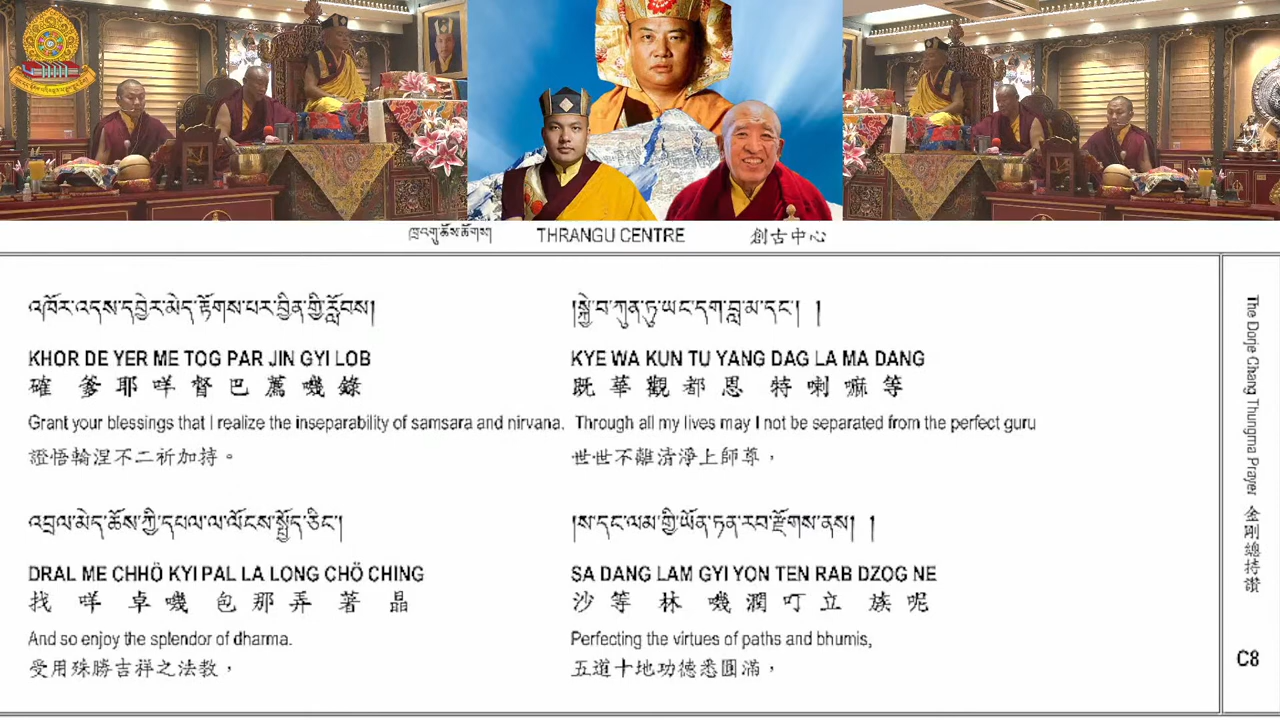 ཁྲ་འགུ་ཆོས་ཚོགས། THRANGU CENTRE 創古中心
འཁོར་འདས་དབྱེར་མེད་རྟོགས་པར་བྱིན་གྱི་རློབས། །སྐྱེ་བ་ཀུན་ཏུ་ཡང་དག་བླ་མ་དང་། །
KHOR DE YER ME TOG PAR JIN GYI LOB KYE WA KUN TU YANG DAG LA MA DANG
確 爹 耶 咩 督 巴 薦 嘰 錄 既 華 觀 都 恩 特 喇 嘛 等
Grant your blessings that I realize the inseparability of samsara and nirvana. Through all my lives may I not be separated from the perfect guru
證悟輪涅不二祈加持。 世世不離清淨上師尊，
འབྲལ་མེད་ཆོས་ཀྱི་དཔལ་ལ་ལོངས་སྤྱོད་ཅིང་། །ས་དང་ལམ་གྱི་ཡོན་ཏན་རབ་རྫོགས་ནས། །
DRAL ME CHHÖ KYI PAL LA LONG CHÖ CHING SA DANG LAM GYI YON TEN RAB DZOG NE
找 咩 卓 嘰 包 那 弄 著 晶 沙 等 林 嘰 潤 叮 立 族 呢
And so enjoy the splendor of dharma. Perfecting the virtues of paths and bhumis,
受用殊勝吉祥之法教， 五道十地功德悉圓滿，
The Dorje Chang Thungma Prayer 金剛總持讚
C8